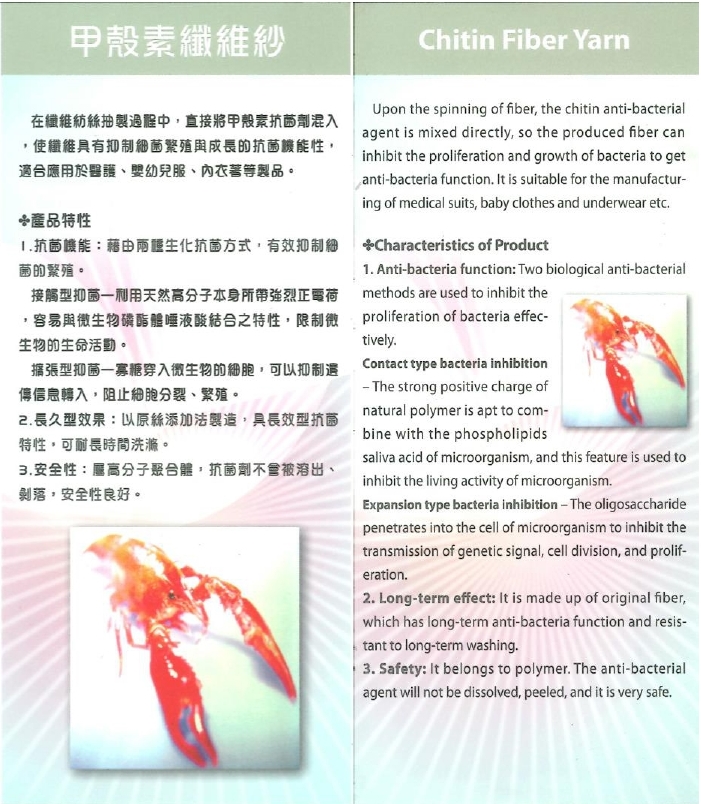 甲殼素纖維紗
在纖維紡絲抽製過程中，直接將甲殼素抗菌劑混入
，使纖維具有抑制細菌繁殖與成長的抗菌機能性，
適合應用於醫護、嬰幼兒服、內衣著等製品。
✤產品特性
1.抗菌機能：藉由兩種生化抗菌方式，有效抑制細
菌的繁殖。
接觸型抑菌—利用天然高分子本身所帶強烈正電荷
，容易與微生物磷酯體唾液酸結合之特性，限制微
生物的生命活動。
擴張型抑菌—寡糖穿入微生物的細胞，可以抑制遺
傳信息轉入，阻止細胞分裂、繁殖。
2.長久型效果：以原絲添加法製造，具長效型抗菌
特性，可耐長時間洗滌。
3.安全性：屬高分子聚合體，抗菌劑不會被溶出、
剝落，安全性良好。
Chitin Fiber Yarn
Upon the spinning of fiber, the chitin anti-bacterial
agent is mixed directly, so the produced fiber can
inhibit the proliferation and growth of bacteria to get
anti-bacteria function. It is suitable for the manufactur-
ing of medical suits, baby clothes and underwear etc.
✤Characteristics of Product
1. Anti-bacteria function: Two biological anti-bacterial
methods are used to inhibit the
proliferation of bacteria effec-
tively.
Contact type bacteria inhibition
– The strong positive charge of
natural polymer is apt to com-
bine with the phospholipids
saliva acid of microorganism, and this feature is used to
inhibit the living activity of microorganism.
Expansion type bacteria inhibition – The oligosaccharide
penetrates into the cell of microorganism to inhibit the
transmission of genetic signal, cell division, and prolif-
eration.
2. Long-term effect: It is made up of original fiber,
which has long-term anti-bacteria function and resis-
tant to long-term washing.
3. Safety: It belongs to polymer. The anti-bacterial
agent will not be dissolved, peeled, and it is very safe.